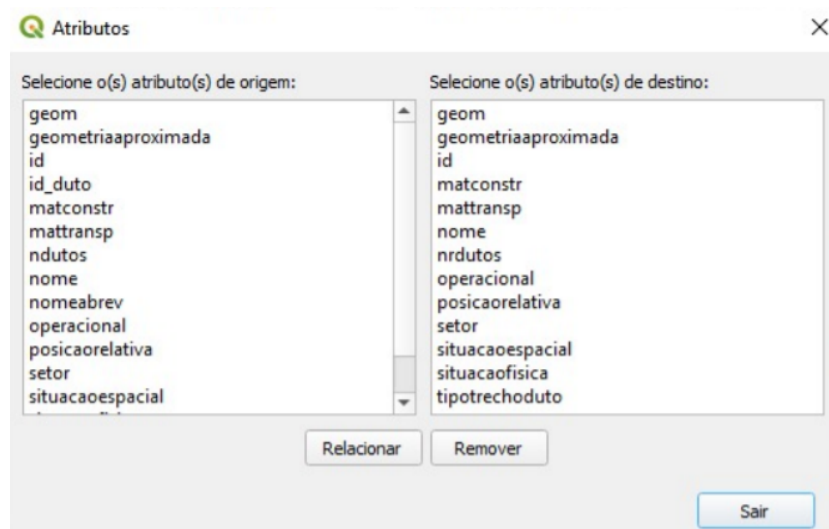 Atributos
Selecione o(s) atributo(s) de origem:
geom
geometriaaproximada
id
id_duto
matconstr
mattransp
ndutos
nome
nomeabrev
operacional
posicaorelativa
setor
situacaoespacial
Selecione o(s) atributo(s) de destino:
geom
geometriaaproximada
id
matconstr
mattransp
nome
nrdutos
operacional
posicaorelativa
setor
situacaoespacial
situacaofisica
tipotrechoduto
Relacionar
Remover
Sair